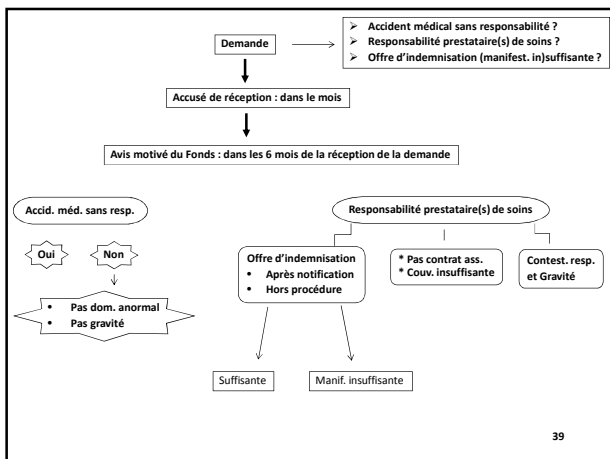 Demande
➢ Accident médical sans responsabilité ?
➢ Responsabilité prestataire(s) de soins ?
➢ Offre d’indemnisation (manifest. in)suffisante ?
Accusé de réception : dans le mois
Avis motivé du Fonds : dans les 6 mois de la réception de la demande
Accid. méd. sans resp.
Responsabilité prestataire(s) de soins
Oui
Non
Offre d’indemnisation
• Après notification
• Hors procédure
* Pas contrat ass.
* Couv. insuffisante
Contest. resp.
et Gravité
• Pas dom. anormal
• Pas gravité
Suffisante
Manif. insuffisante
39